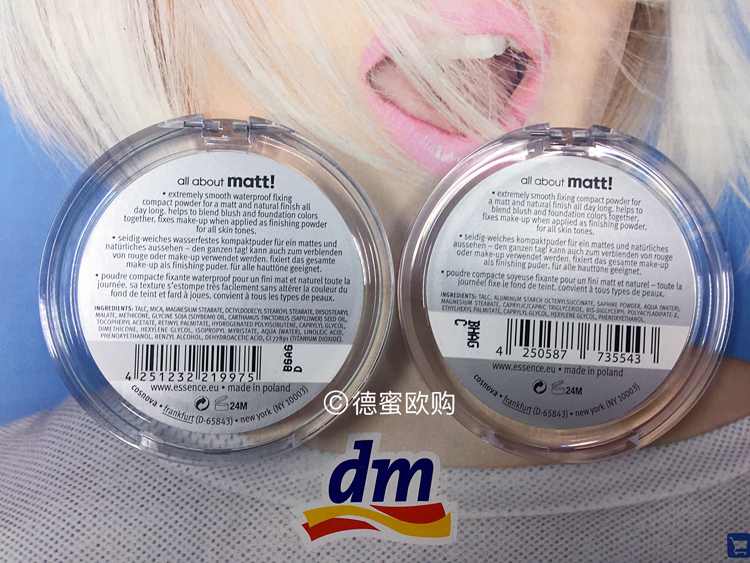 all about matt!
• extremely smooth waterproof fixing
compact powder for a matt and natural finish all
day long. helps to blend blush and foundation colors
together, fixes make-up when applied as finishing powder.
for all skin tones.
• seidig-weiches wasserfestes kompaktpuder für ein mattes und
natürliches aussehen – den ganzen tag! kann auch zum verblenden
von rouge oder make-up verwendet werden. fixiert das gesamte
make-up als finishing puder. für alle hauttöne geeignet.
• poudre compacte fixante waterproof pour un fini mat et naturel – toute la
journée. sa texture s'estompe très facilement sans altérer la couleur du
fond de teint et fard à joues. convient à tous les types de peaux.
INGREDIENTS: TALC, MICA, MAGNESIUM STEARATE, OCTYLDODECYL STEAROYL STEARATE, DIISOSTEARYL
MALATE, METHICONE, GLYCINE SOJA (SOYBEAN) OIL, CARTHAMUS TINCTORIUS (SAFFLOWER) SEED OIL,
TOCOPHERYL ACETATE, RETINYL PALMITATE, HYDROGENATED POLYISOBUTENE, CAPRYLYL GLYCOL,
DIMETHICONE, HEXYLENE GLYCOL, ISOPROPYL MYRISTATE, AQUA (WATER), LINOLEIC ACID,
PHENOXYETHANOL, BENZYL ALCOHOL, DEHYDROACETIC ACID, CI 77891 (TITANIUM DIOXIDE).
4 251232 219975
B6AG
D
www.essence.eu • made in poland
24M
cosnova • frankfurt (D-65843) • new york (NY 10003)
all about matt!
• extremely smooth fixing compact powder for
a matt and natural finish all day long. helps to
blend blush and foundation colors together,
fixes make-up when applied as finishing powder.
for all skin tones.
• seidig-weiches kompaktpuder für ein mattes und natürliches
aussehen – den ganzen tag! kann auch zum verblenden
von rouge oder make-up verwendet werden. fixiert das gesamte
make-up als finishing puder. für alle hauttöne geeignet.
• poudre compacte soyeuse fixante pour un fini mat et naturel – toute la
journée! fixe le make-up. convient à tous les types de peaux.
INGREDIENTS: TALC, ALUMINUM STARCH OCTENYLSUCCINATE, SAPPHIRE POWDER, AQUA (WATER),
MAGNESIUM STEARATE, CAPRYLIC/CAPRIC TRIGLYCERIDE, BIS-DIGLYCERYL POLYACYLADIPATE-2,
ETHYLHEXYL PALMITATE, CAPRYLYL GLYCOL, HEXYLENE GLYCOL, PHENOXYETHANOL.
BHAG
C
4 250587 735543
www.essence.eu • made in poland
24M
cosnova • frankfurt (D-65843) • new york (NY 10003)
©德蜜欧购
dm